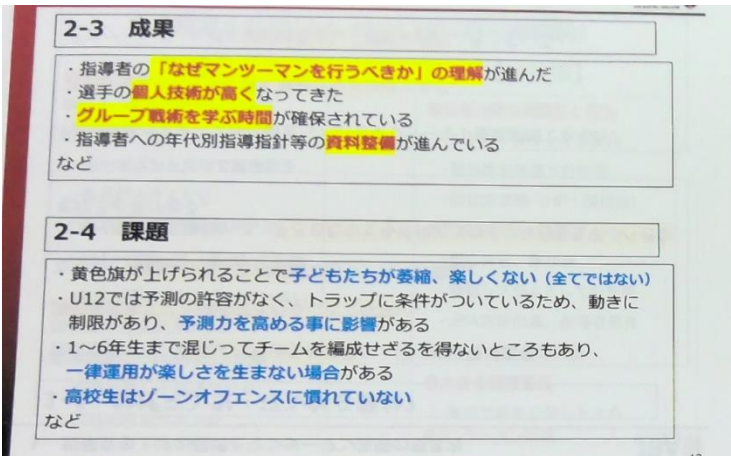 2-3 成果
・指導者の「なぜマンツーマンを行うべきか」の理解が進んだ
・選手の個人技術が高くなってきた
・グループ戦術を学ぶ時間が確保されている
・指導者への年代別指導指針等の資料整備が進んでいる
など
2-4 課題
・黄色旗が上げられることで子どもたちが萎縮、楽しくない（全てではない）
・U12では予測の許容がなく、トラップに条件がついているため、動きに
制限があり、予測力を高める事に影響がある
・1～6年生まで混じってチームを編成せざるを得ないところもあり、
一律運用が楽しさを生まない場合がある
・高校生はゾーンオフェンスに慣れていない
など